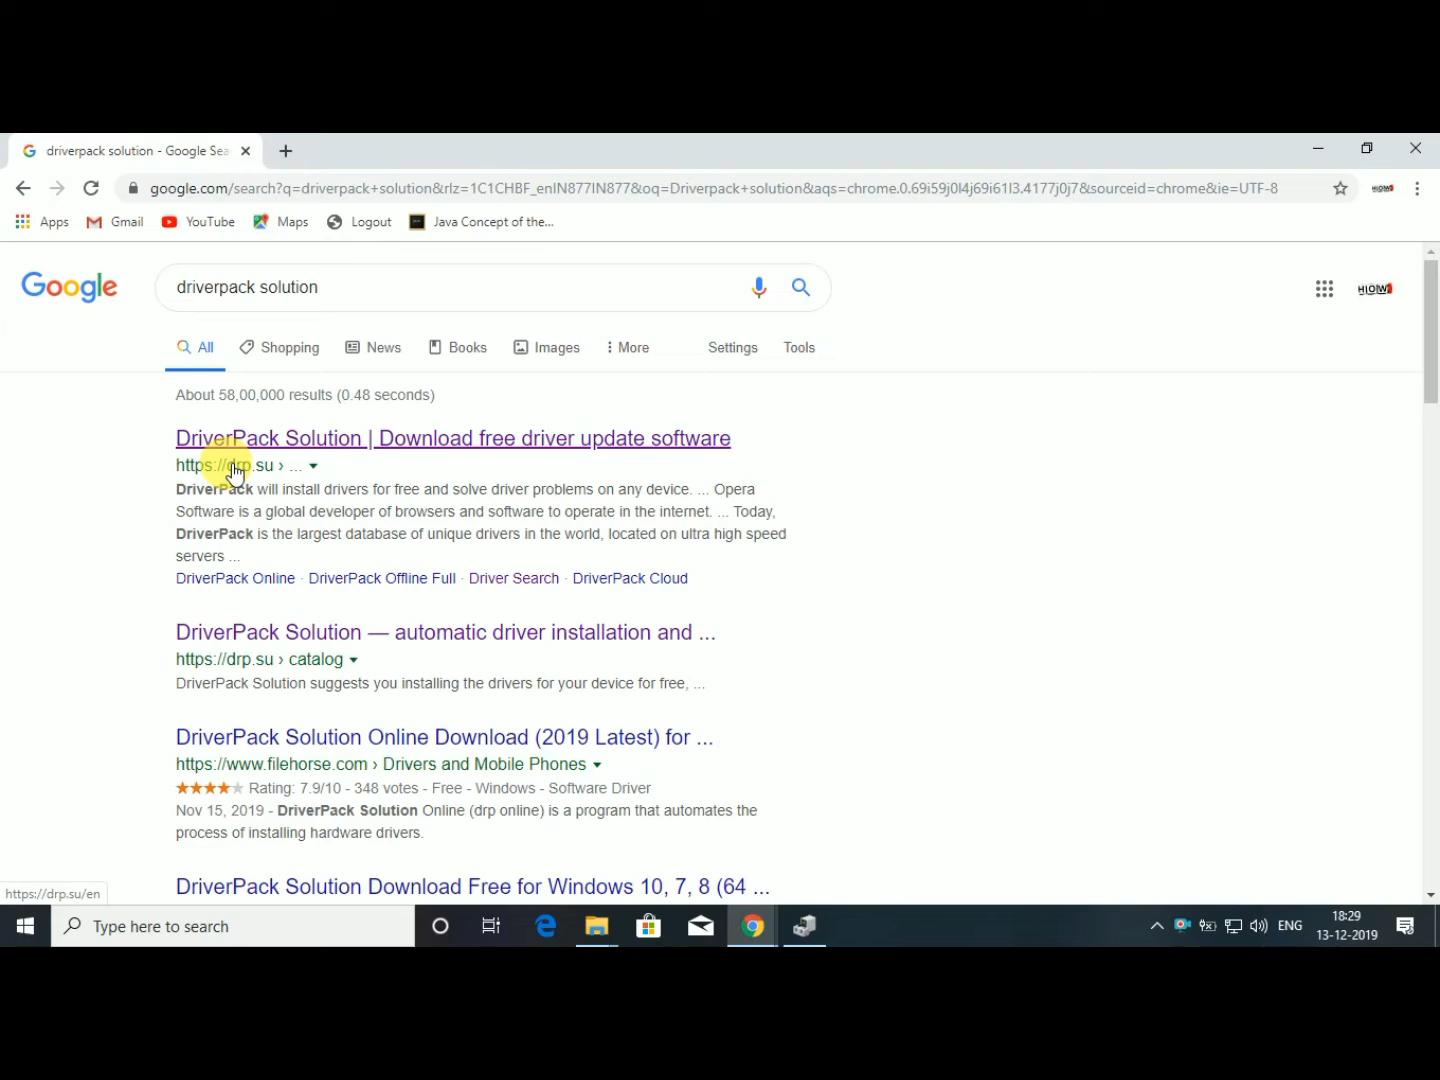 driverpack solution - Google Sea
google.com/search?q=driverpack+solution&rlz=1C1CHBF_enIN877IN877&oq=Driverpack+solution&aqs=chrome.0.69i59j0l4j69i61l3.4177j0j7&sourceid=chrome&ie=UTF-8
Apps Gmail YouTube Maps Logout Java Concept of the...
Google driverpack solution
All Shopping News Books Images More Settings Tools
About 58,00,000 results (0.48 seconds)
DriverPack Solution | Download free driver update software
https://drp.su › ...
DriverPack will install drivers for free and solve driver problems on any device. ... Opera
Software is a global developer of browsers and software to operate in the internet. ... Today,
DriverPack is the largest database of unique drivers in the world, located on ultra high speed
servers ...
DriverPack Online · DriverPack Offline Full · Driver Search · DriverPack Cloud
DriverPack Solution — automatic driver installation and ...
https://drp.su › catalog
DriverPack Solution suggests you installing the drivers for your device for free, ...
DriverPack Solution Online Download (2019 Latest) for ...
https://www.filehorse.com › Drivers and Mobile Phones
Rating: 7.9/10 - 348 votes - Free - Windows - Software Driver
Nov 15, 2019 - DriverPack Solution Online (drp online) is a program that automates the
process of installing hardware drivers.
DriverPack Solution Download Free for Windows 10, 7, 8 (64 ...
https://drp.su/en
Type here to search
ENG
18:29
13-12-2019